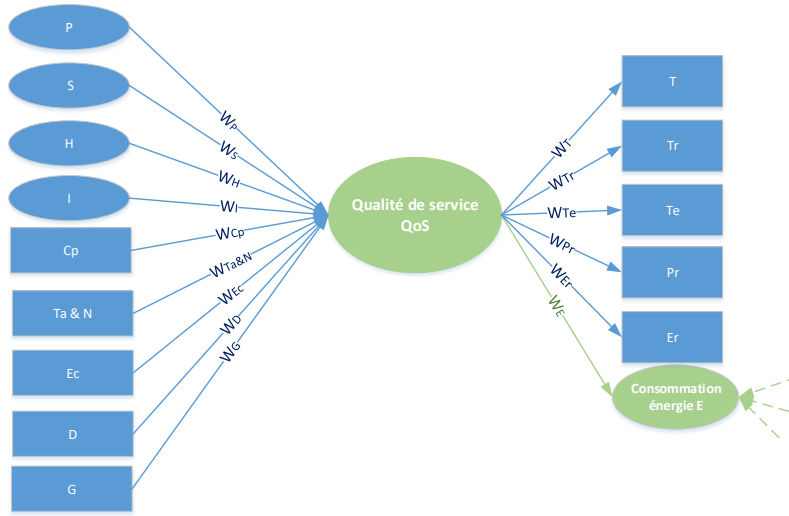 P
S
H
I
Cp
Ta & N
Ec
D
G
WP
WS
WH
WI
WCp
WTa&N
WEc
WD
WG
Qualité de service
QoS
WT
WTr
WTe
WPr
WEr
WE
T
Tr
Te
Pr
Er
Consommation
énergie E